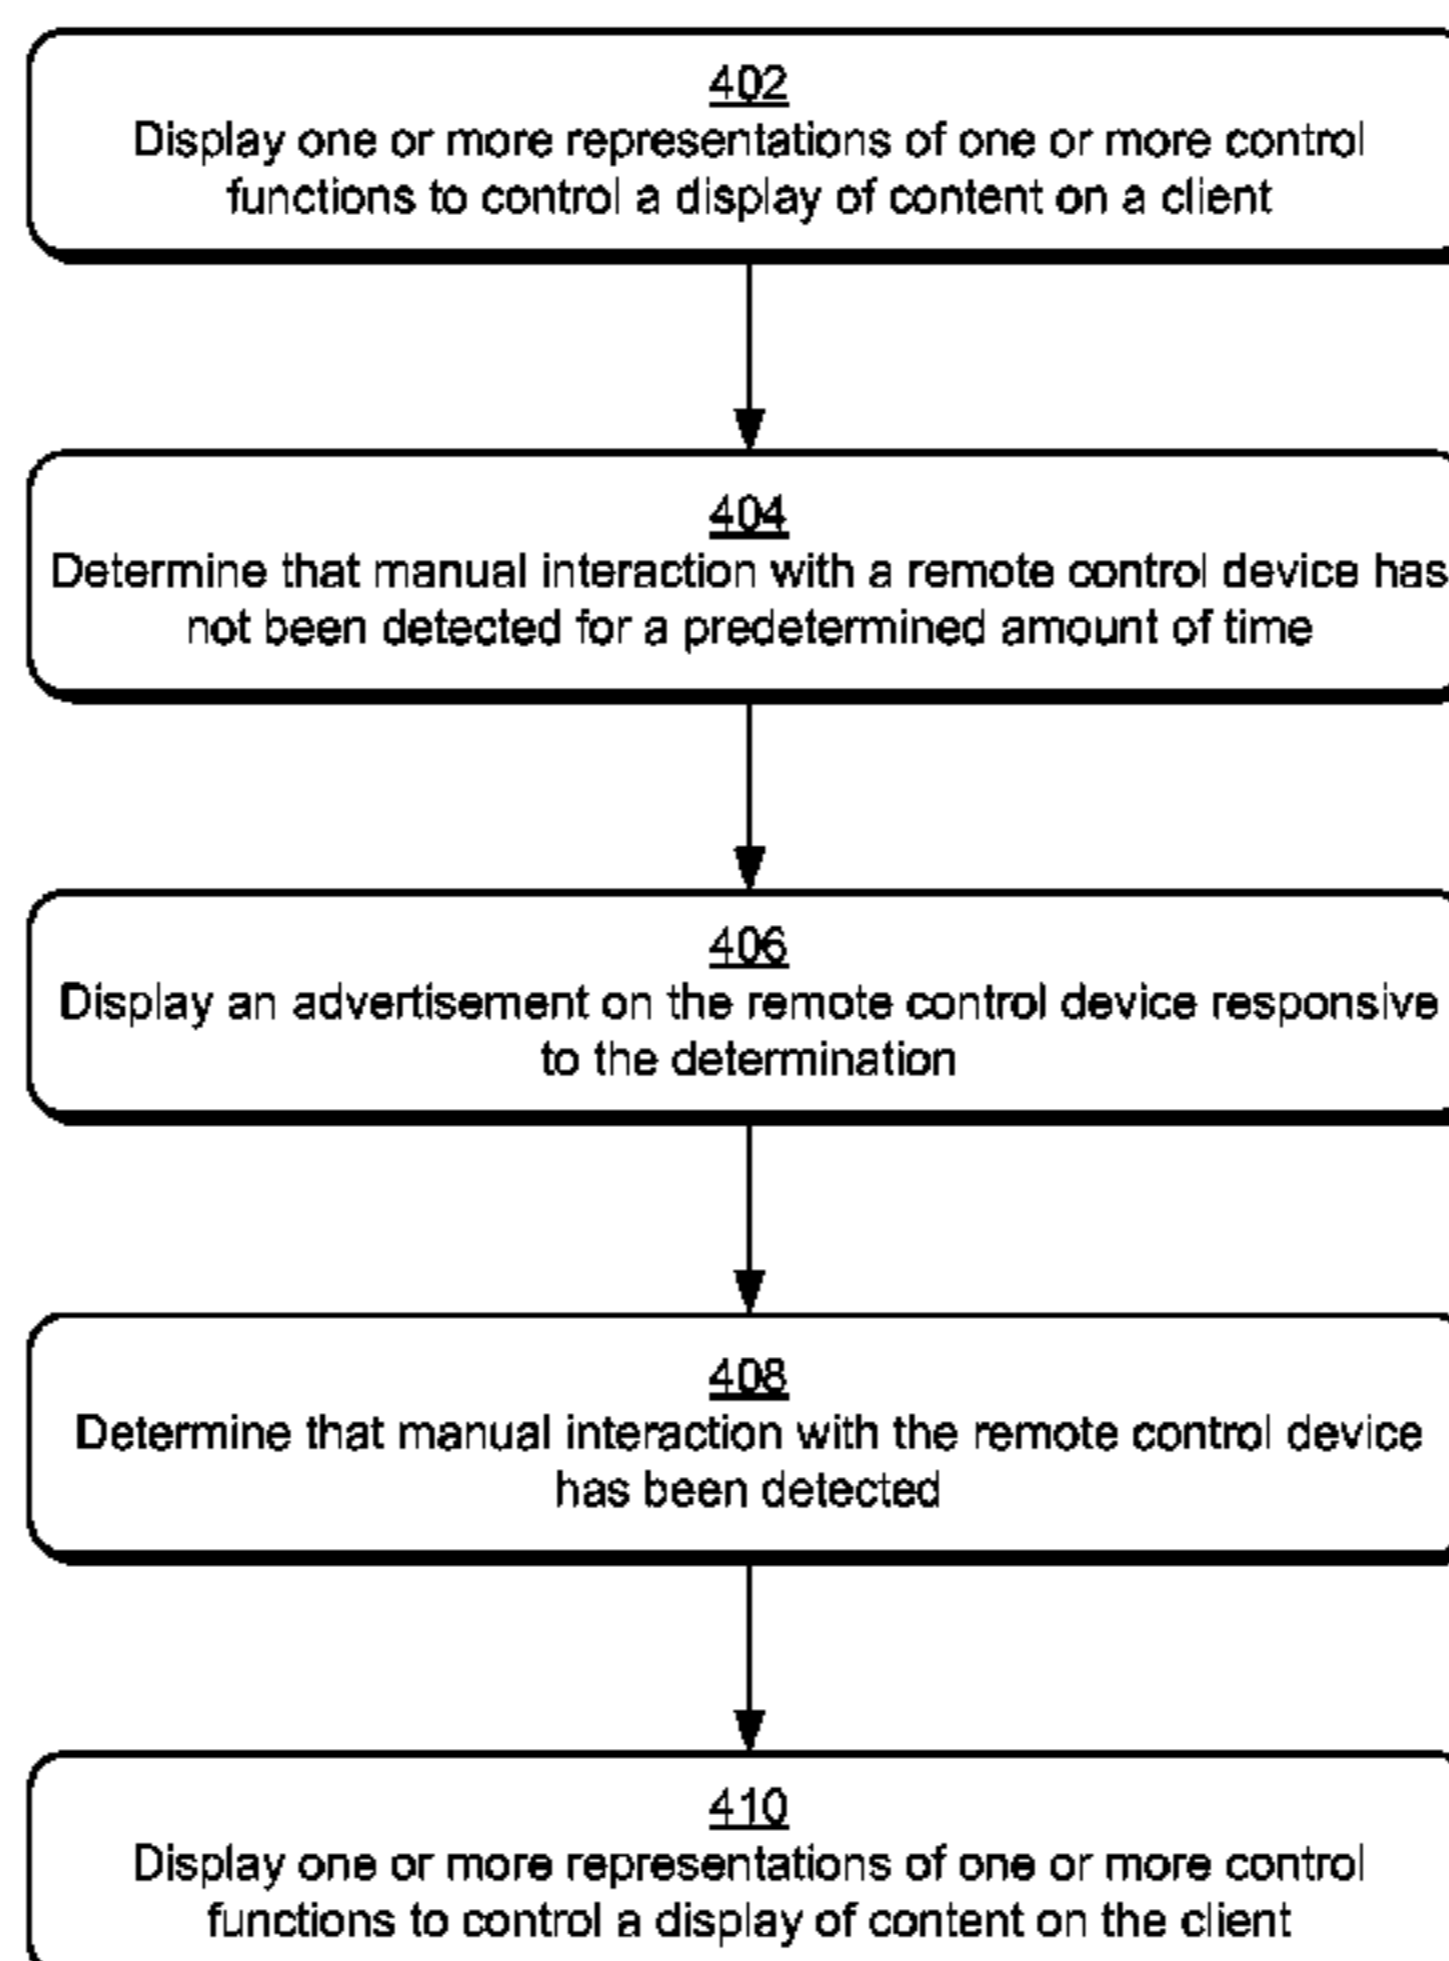 402
Display one or more representations of one or more control
functions to control a display of content on a client
404
Determine that manual interaction with a remote control device has
not been detected for a predetermined amount of time
406
Display an advertisement on the remote control device responsive
to the determination
408
Determine that manual interaction with the remote control device
has been detected
410
Display one or more representations of one or more control
functions to control a display of content on the client